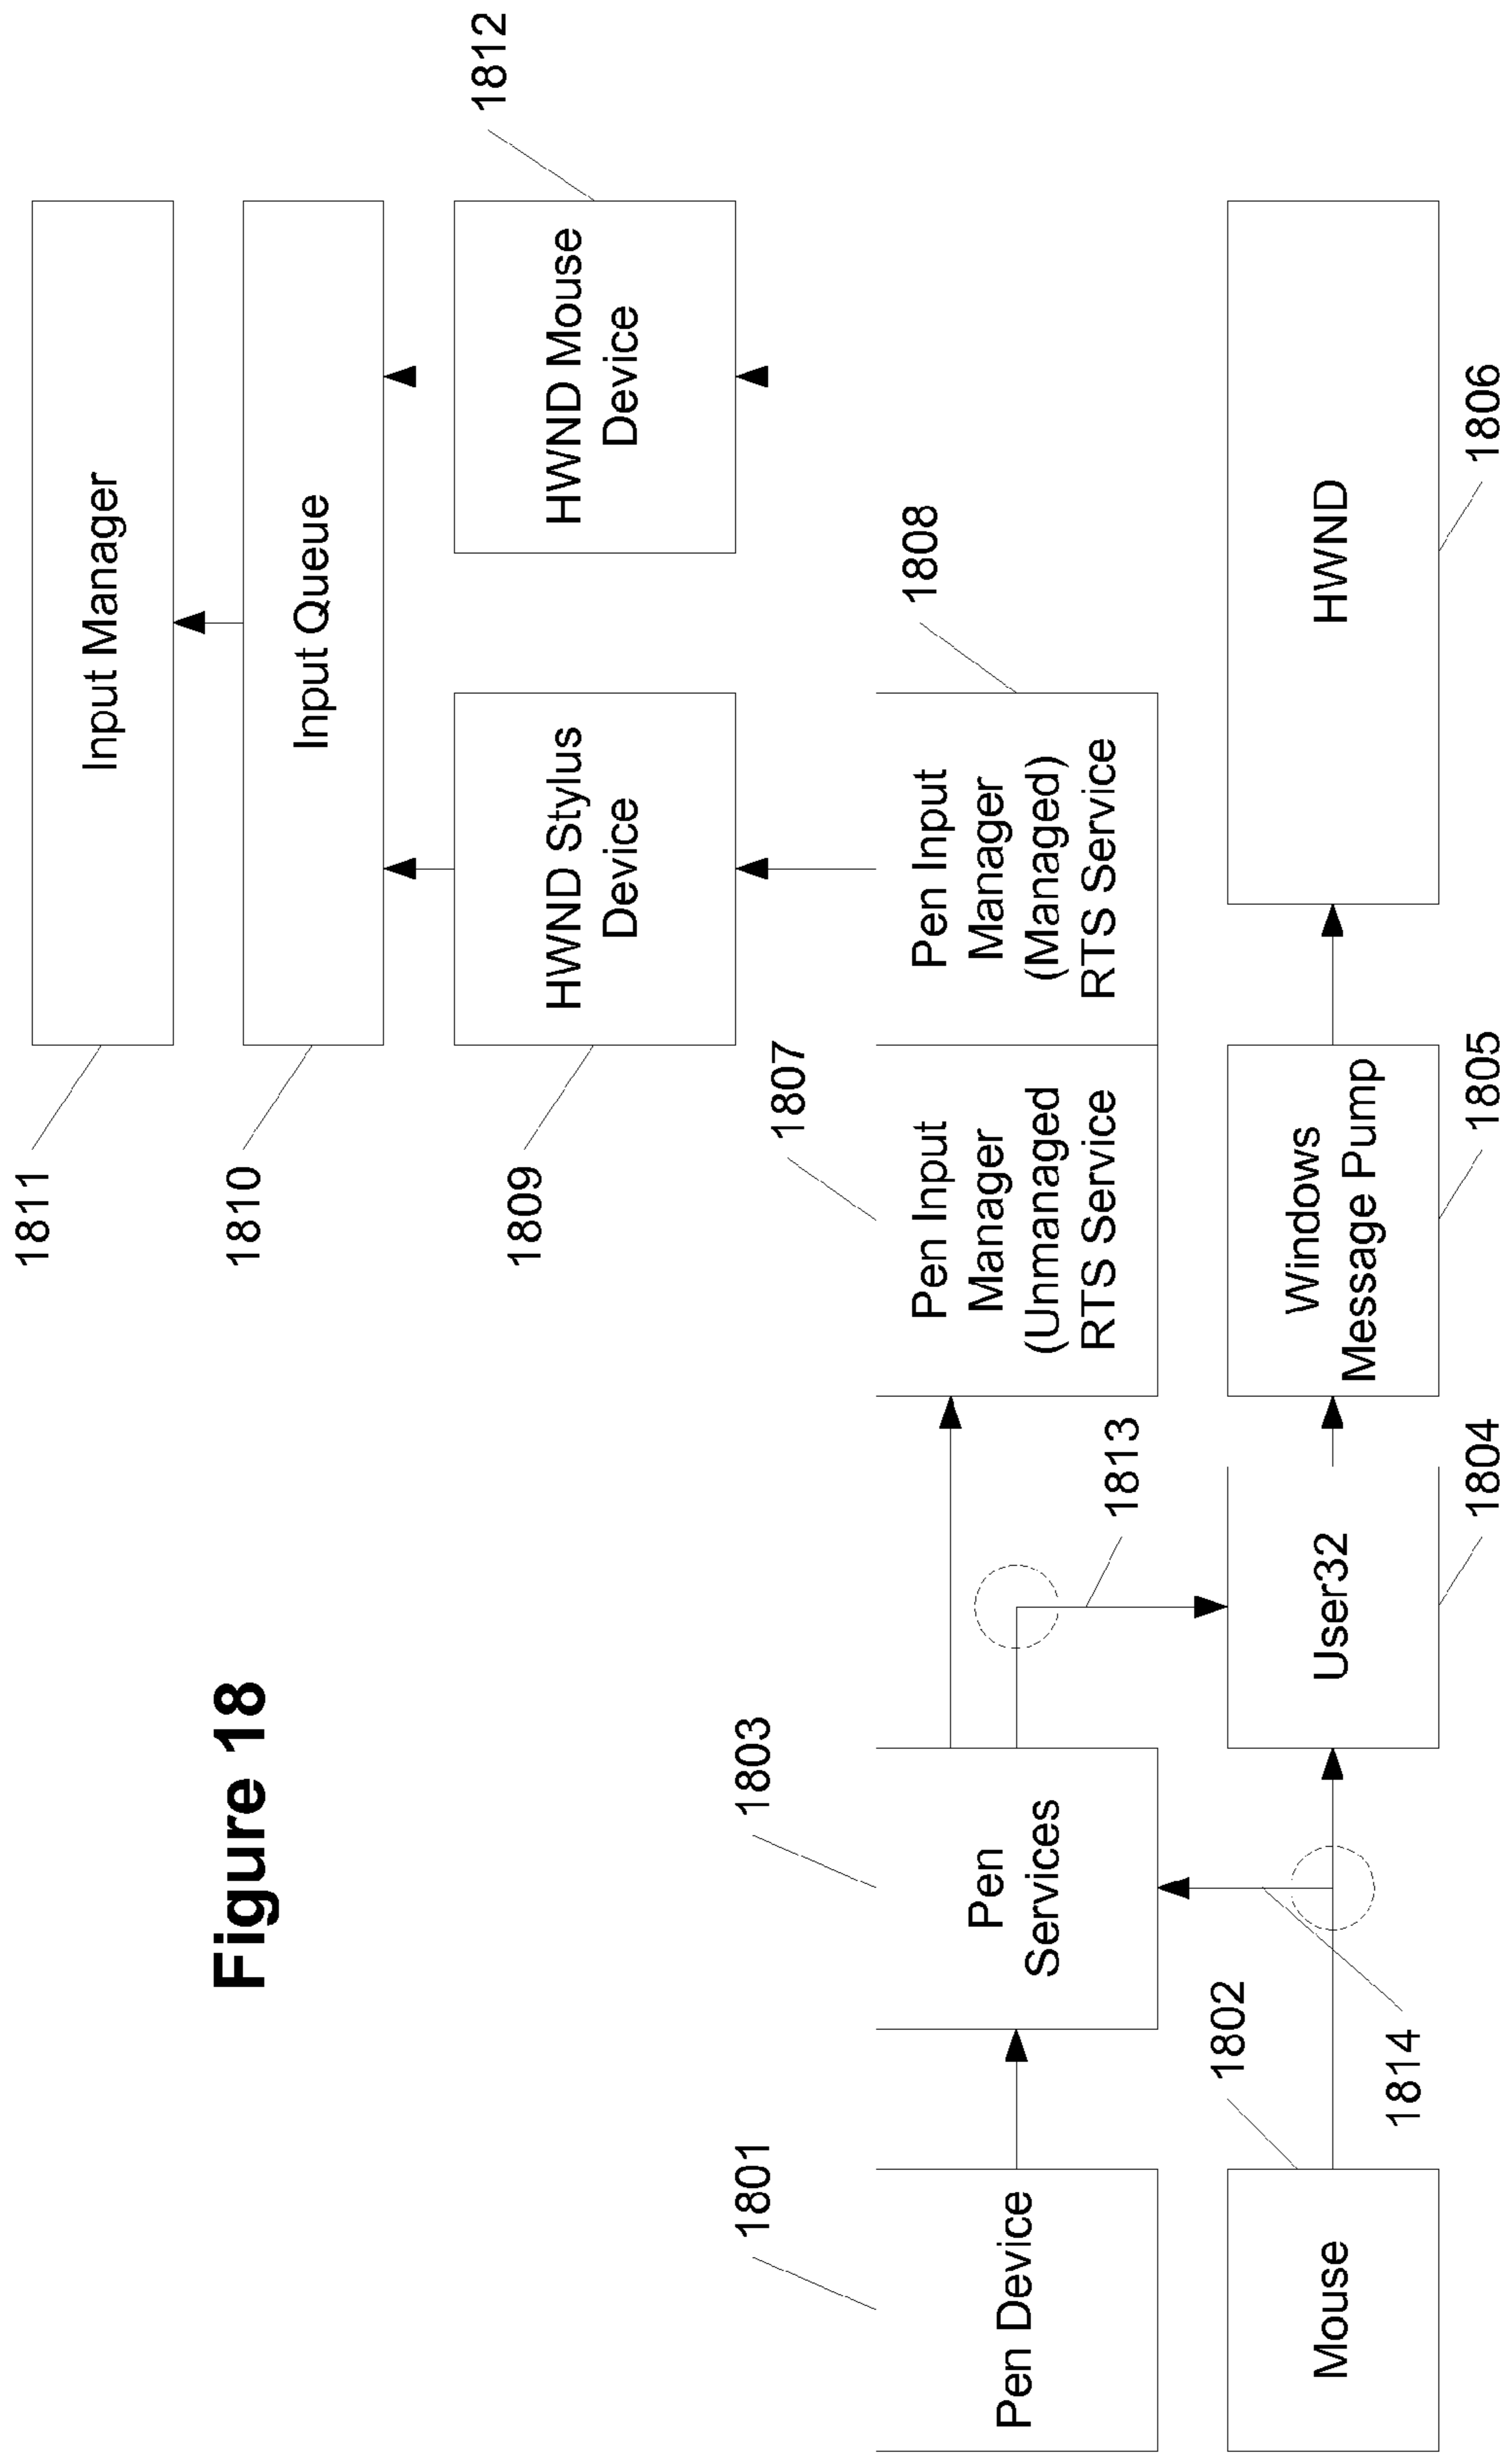 1811
Input Manager
Figure 18
1810
Input Queue
1812
1809
HWND Stylus
Device
HWND Mouse
Device
1801
1803
1807
1808
Pen Device
Pen
Services
Pen Input
Manager
(Unmanaged
RTS Service
Pen Input
Manager
(Managed)
RTS Service
1813
1802
Mouse
User32
Windows
Message Pump
HWND
1814
1804
1805
1806